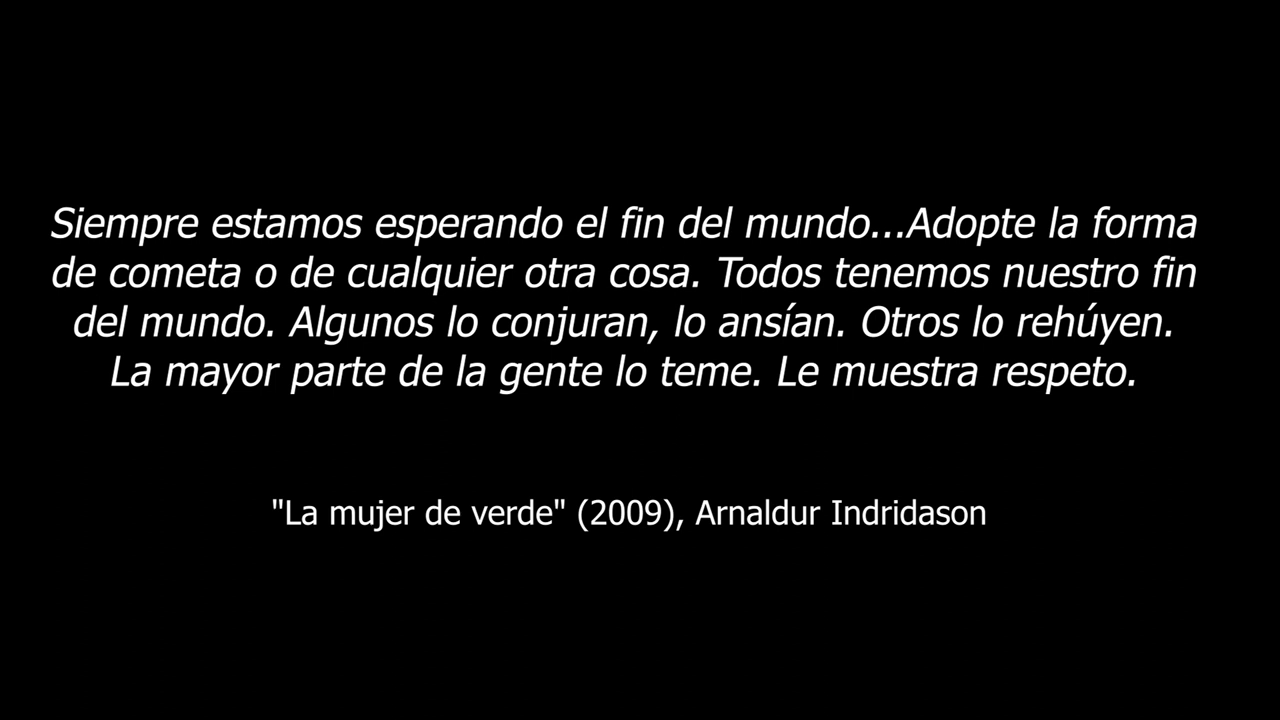 Siempre estamos esperando el fin del mundo...Adopte la forma
de cometa o de cualquier otra cosa. Todos tenemos nuestro fin
del mundo. Algunos lo conjuran, lo ansían. Otros lo rehúyen.
La mayor parte de la gente lo teme. Le muestra respeto.
"La mujer de verde" (2009), Arnaldur Indridason